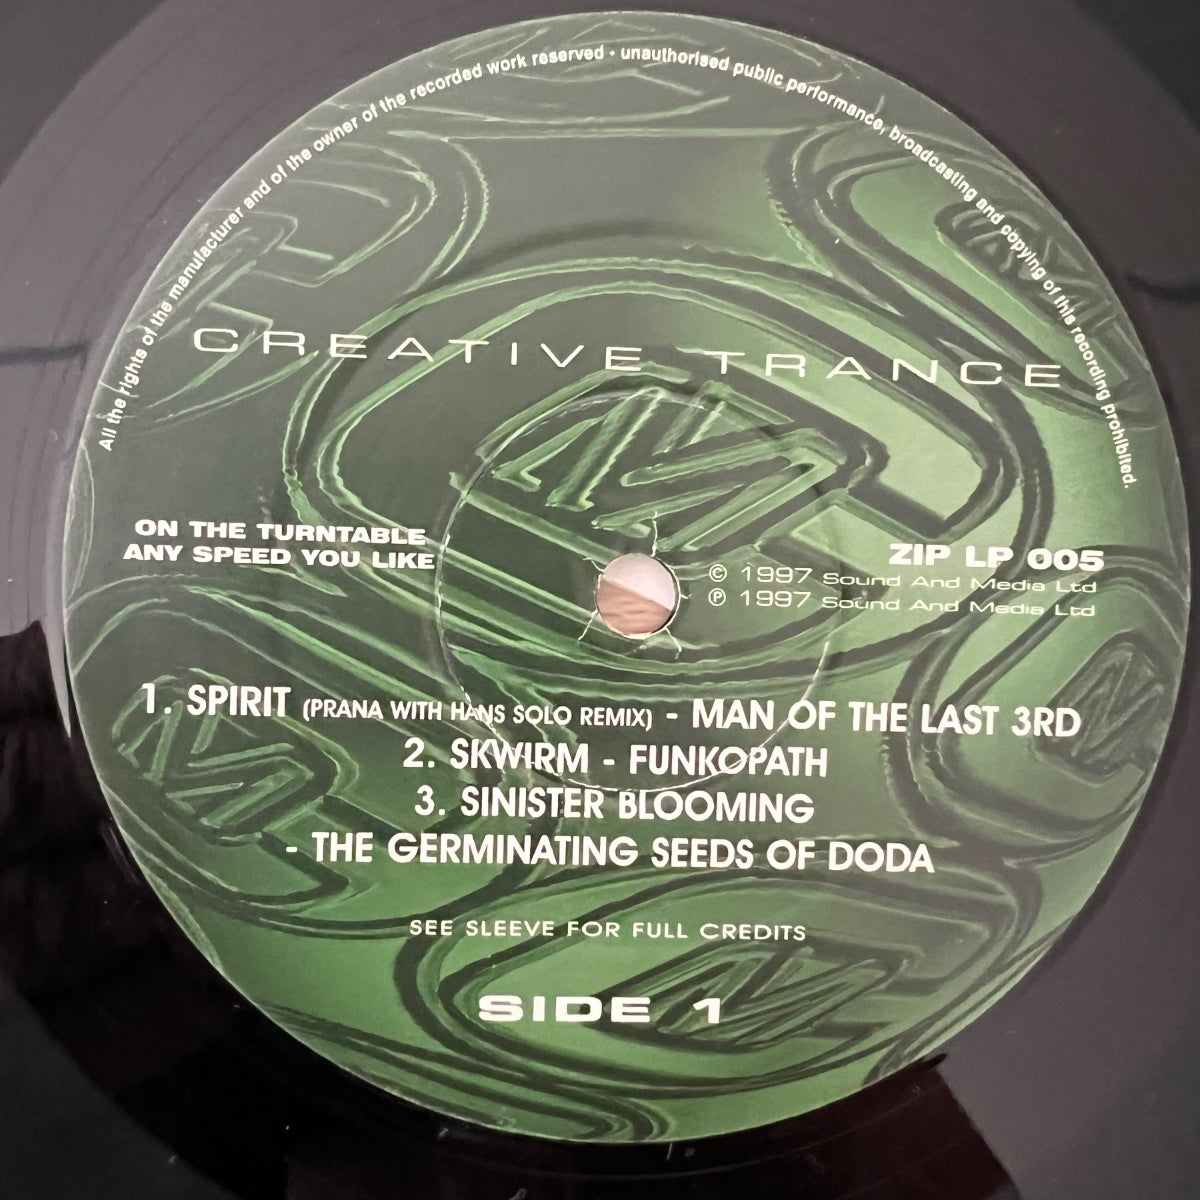 All the rights of the manufacturer and of the owner of the recorded work reserved • unauthorised public performance, broadcasting and copying of this recording prohibited.
CREATIVE TRANCE
ON THE TURNTABLE
ANY SPEED YOU LIKE
ZIP LP 005
© 1997 Sound And Media Ltd
℗ 1997 Sound And Media Ltd
1. SPIRIT (PRANA WITH HANS SOLO REMIX) - MAN OF THE LAST 3RD
2. SKWIRM - FUNKOPATH
3. SINISTER BLOOMING
- THE GERMINATING SEEDS OF DODA
SEE SLEEVE FOR FULL CREDITS
SIDE 1